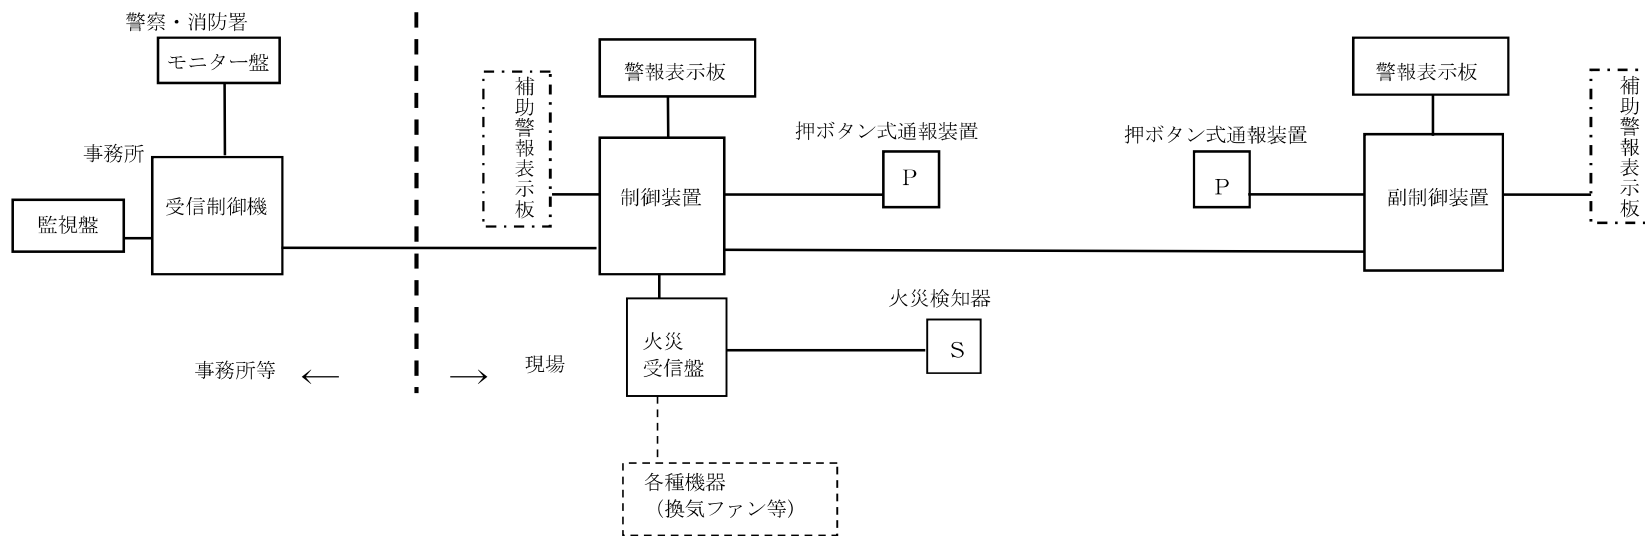 警察・消防署
モニター盤
事務所
監視盤
受信制御機
補助警報表示板
警報表示板
制御装置
押ボタン式通報装置
P
押ボタン式通報装置
P
警報表示板
副制御装置
補助警報表示板
火災検知器
S
火災
受信盤
事務所等 ←
→ 現場
各種機器
（換気ファン等）